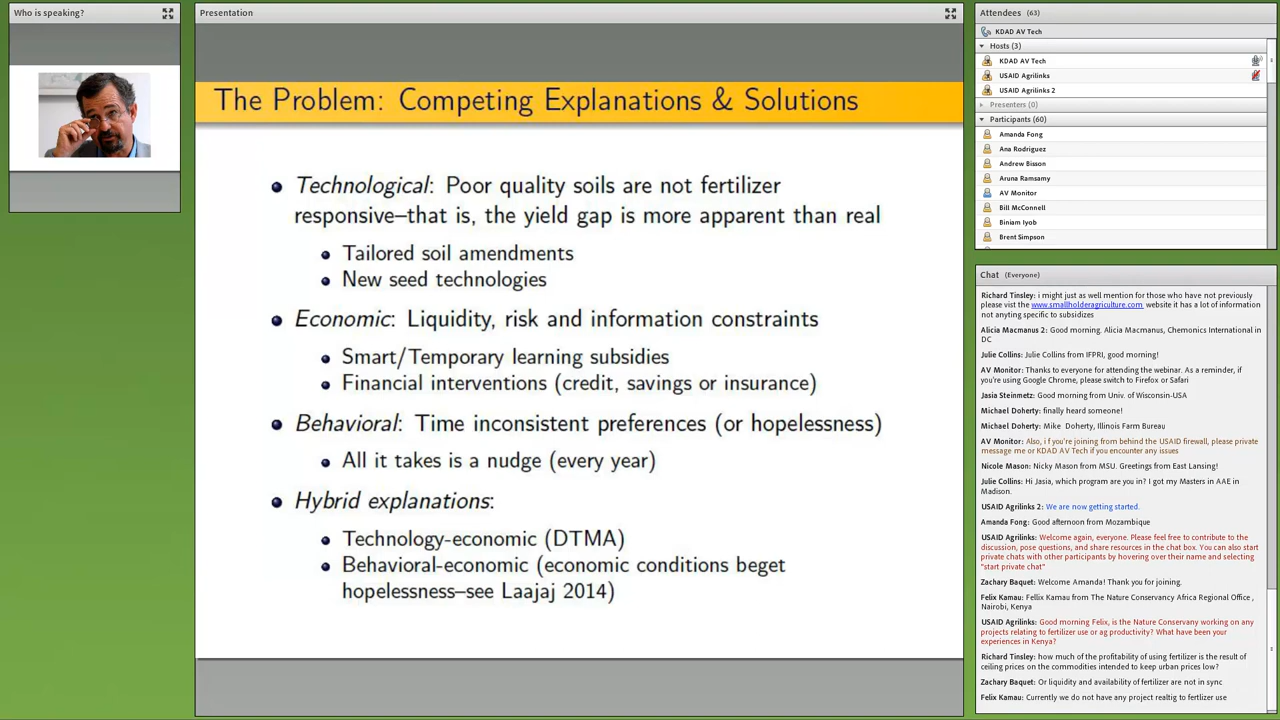 Who is speaking?
Presentation
The Problem: Competing Explanations & Solutions
Technological: Poor quality soils are not fertilizer
responsive–that is, the yield gap is more apparent than real
Tailored soil amendments
New seed technologies
Economic: Liquidity, risk and information constraints
Smart/Temporary learning subsidies
Financial interventions (credit, savings or insurance)
Behavioral: Time inconsistent preferences (or hopelessness)
All it takes is a nudge (every year)
Hybrid explanations:
Technology-economic (DTMA)
Behavioral-economic (economic conditions beget
hopelessness–see Laajaj 2014)
Attendees (63)
KDAD AV Tech
Hosts (3)
KDAD AV Tech
USAID Agrilinks
USAID Agrilinks 2
Presenters (0)
Participants (60)
Amanda Fong
Ana Rodriguez
Andrew Bisson
Aruna Ramsamy
AV Monitor
Bill McConnell
Biniam Iyob
Brent Simpson
Chat (Everyone)
Richard Tinsley: i might just as well mention for those who have not previously
please vist the www.smallholderagriculture.com website it has a lot of information
not anyting specific to subsidizes
Alicia Macmanus 2: Good morning. Alicia Macmanus, Chemonics International in
DC
Julie Collins: Julie Collins from IFPRI, good morning!
AV Monitor: Thanks to everyone for attending the webinar. As a reminder, if
you're using Google Chrome, please switch to Firefox or Safari
Jasia Steinmetz: Good morning from Univ. of Wisconsin-USA
Michael Doherty: finally heard someone!
Michael Doherty: Mike Doherty, Illinois Farm Bureau
AV Monitor: Also, i f you're joining from behind the USAID firewall, please private
message me or KDAD AV Tech if you encounter any issues
Nicole Mason: Nicky Mason from MSU. Greetings from East Lansing!
Julie Collins: Hi Jasia, which program are you in? I got my Masters in AAE in
Madison.
USAID Agrilinks 2: We are now getting started.
Amanda Fong: Good afternoon from Mozambique
USAID Agrilinks: Welcome again, everyone. Please feel free to contribute to the
discussion, pose questions, and share resources in the chat box. You can also start
private chats with other participants by hovering over their name and selecting
"start private chat"
Zachary Baquet: Welcome Amanda! Thank you for joining.
Felix Kamau: Fellix Kamau from The Nature Conservancy Africa Regional Office ,
Nairobi, Kenya
USAID Agrilinks: Good morning Felix, is the Nature Conservany working on any
projects relating to fertilizer use or ag productivity? What have been your
experiences in Kenya?
Richard Tinsley: how much of the profitability of using fertilizer is the result of
ceiling prices on the commodities intended to keep urban prices low?
Zachary Baquet: Or liquidity and availability of fertilizer are not in sync
Felix Kamau: Currently we do not have any project realtig to fertlizer use